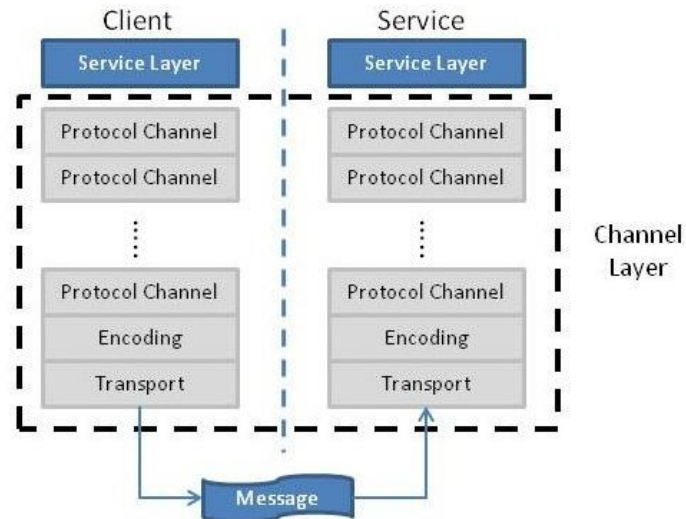 Client
Service
Service Layer
Service Layer
Protocol Channel
Protocol Channel
Protocol Channel
Protocol Channel
Channel
Layer
Protocol Channel
Protocol Channel
Encoding
Encoding
Transport
Transport
Message